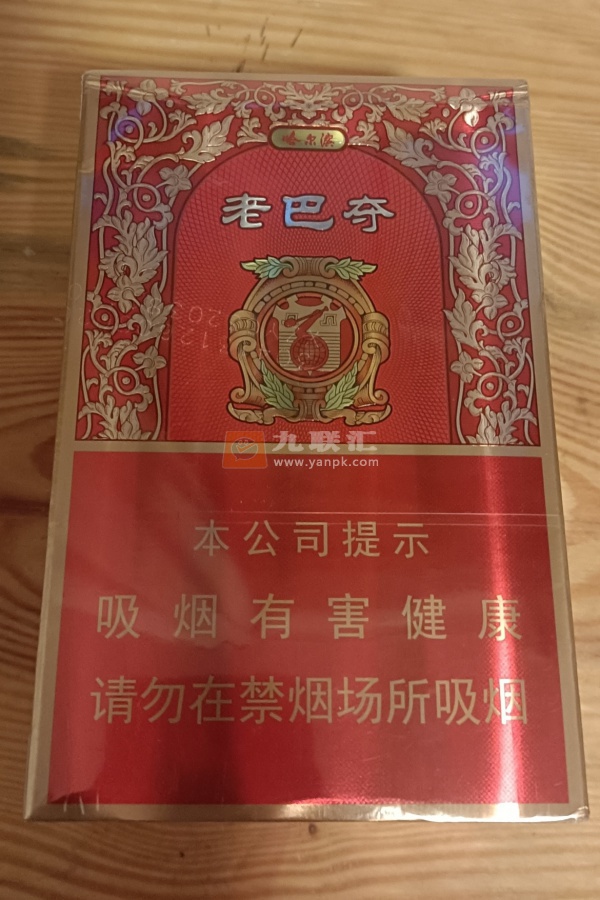 哈尔滨
老巴夺
九联汇
www.yanpk.com
本公司提示
吸烟有害健康
请勿在禁烟场所吸烟